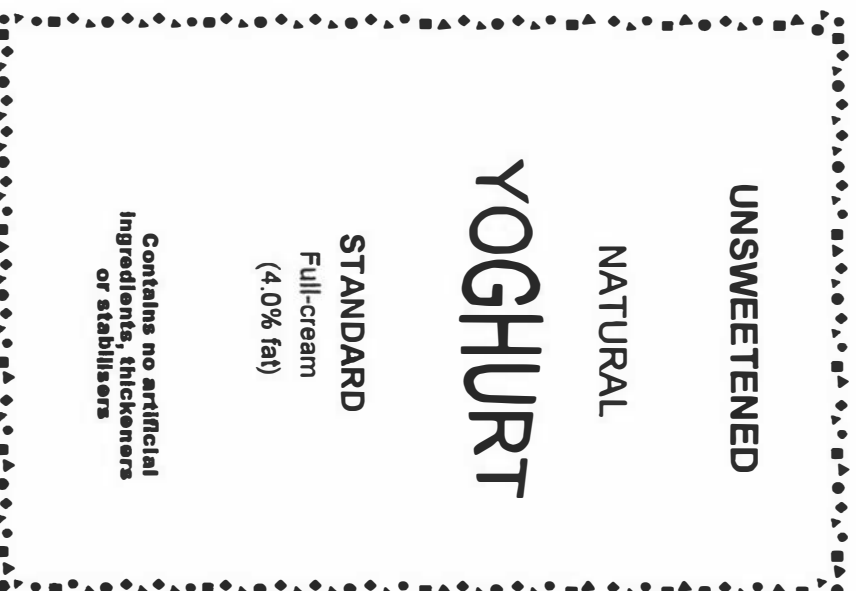 UNSWEETENED
NATURAL
YOGHURT
STANDARD
Full-cream
(4.0% fat)
Contains no artificial
ingredients, thickeners
or stabilisers